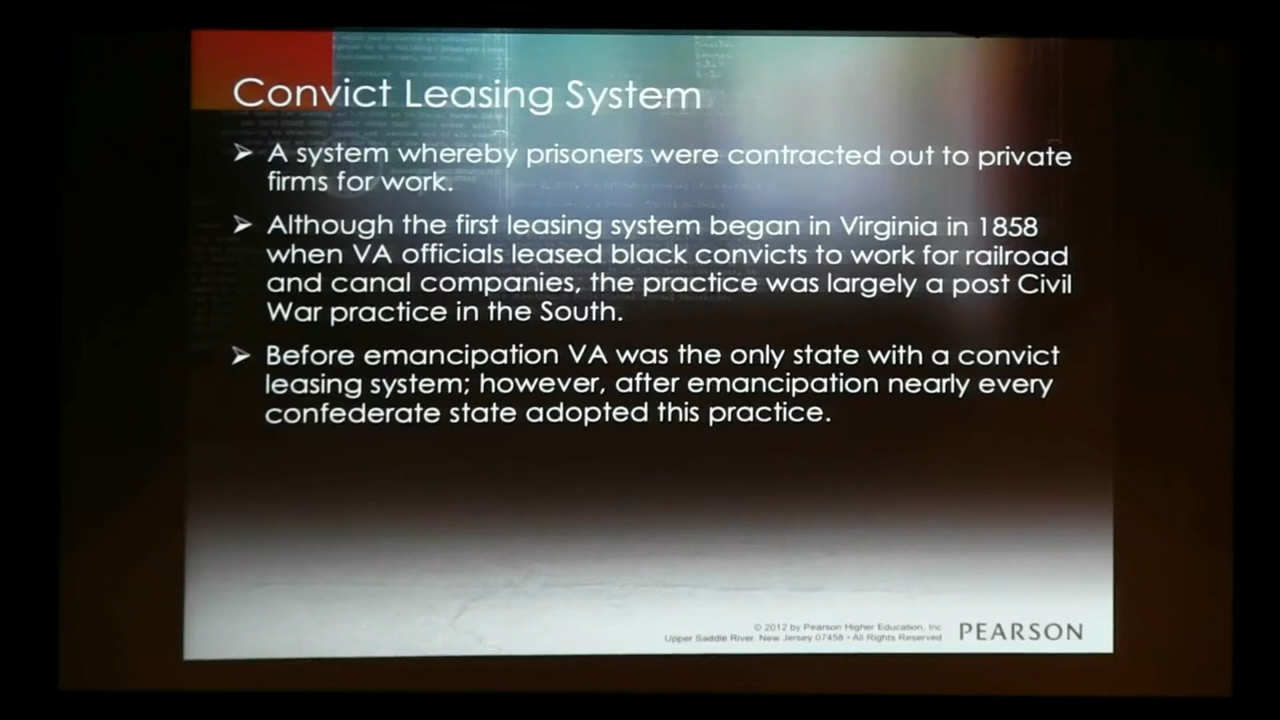 Convict Leasing System
➢ A system whereby prisoners were contracted out to private
firms for work.
➢ Although the first leasing system began in Virginia in 1858
when VA officials leased black convicts to work for railroad
and canal companies, the practice was largely a post Civil
War practice in the South.
➢ Before emancipation VA was the only state with a convict
leasing system; however, after emancipation nearly every
confederate state adopted this practice.
© 2012 by Pearson Higher Education, Inc
Upper Saddle River, New Jersey 07458 • All Rights Reserved
PEARSON